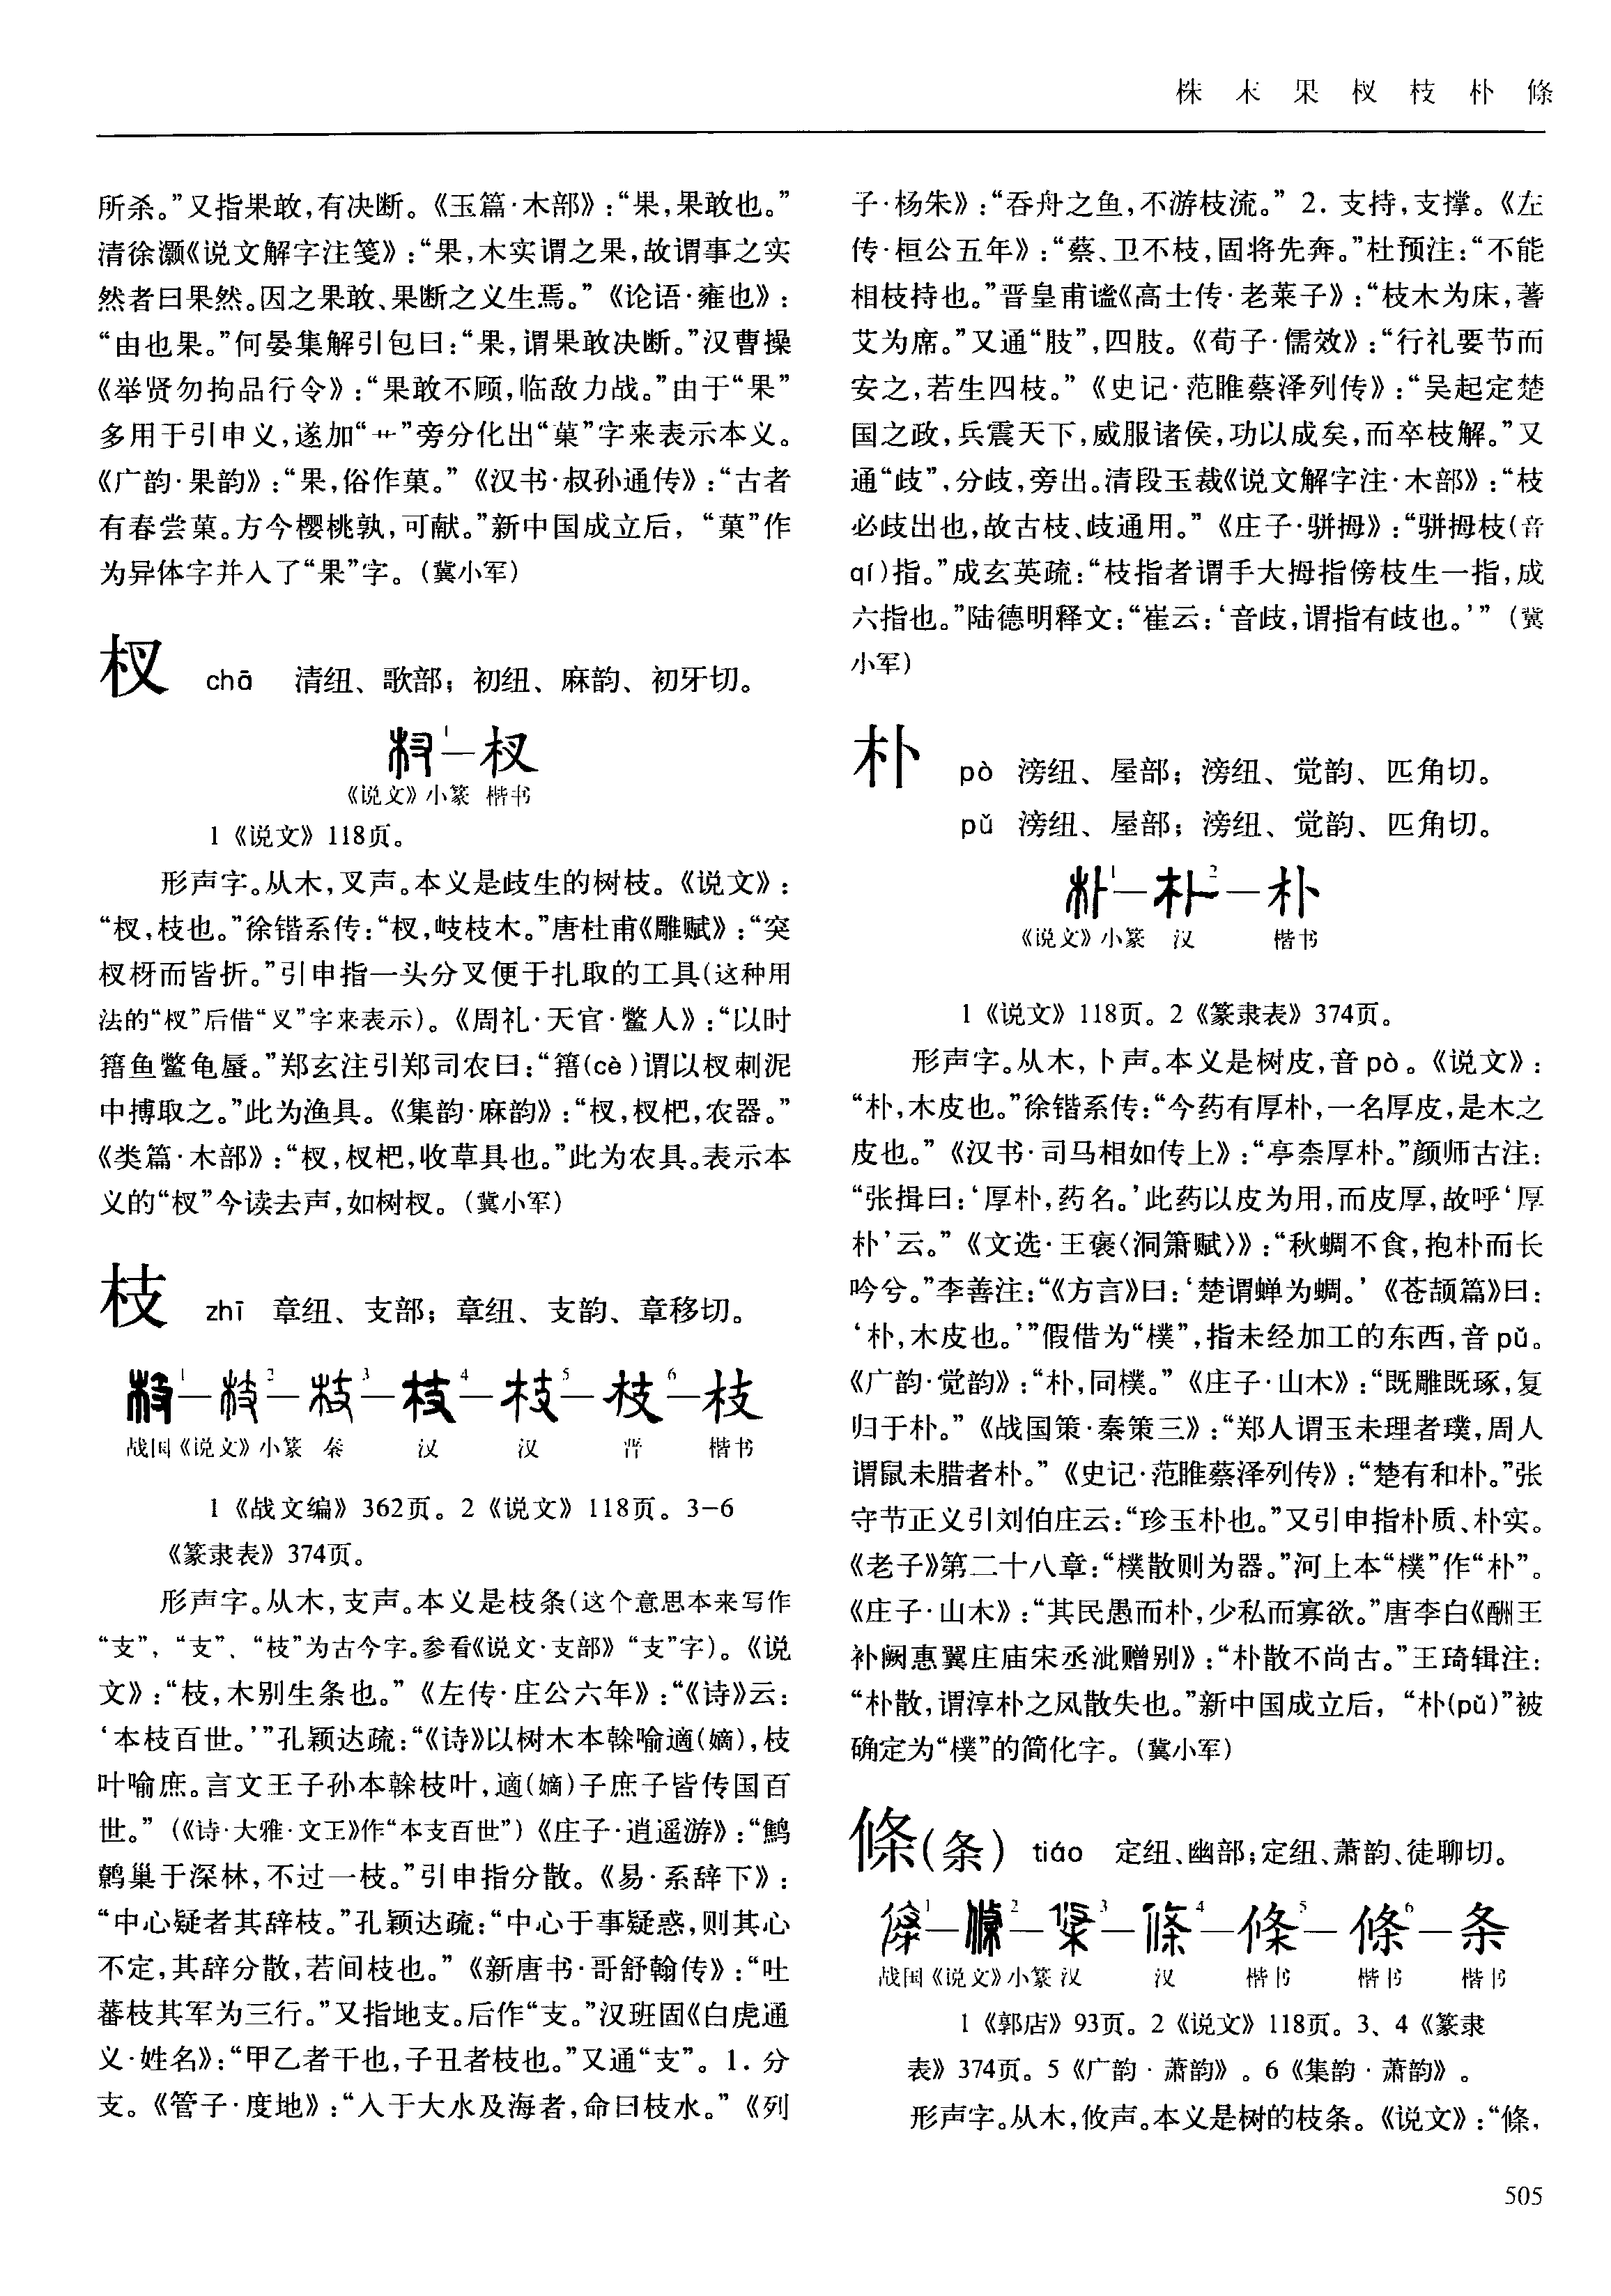 株 末 果 杈 枝 朴 條
所杀。”又指果敢,有决断。《玉篇·木部》:“果,果敢也。”
清徐灏《说文解字注笺》:“果,木实谓之果,故谓事之实
然者曰果然。因之果敢、果断之义生焉。”《论语·雍也》:
“由也果。”何晏集解引包曰:“果,谓果敢决断。”汉曹操
《举贤勿拘品行令》:“果敢不顾,临敌力战。”由于“果”
多用于引申义,遂加“艹”旁分化出“菓”字来表示本义。
《广韵·果韵》:“果,俗作菓。”《汉书·叔孙通传》:“古者
有春尝菓。方今樱桃孰,可献。”新中国成立后,“菓”作
为异体字并入了“果”字。(冀小军)
杈 chā 清纽、歌部;初纽、麻韵、初牙切。
杈1—杈
《说文》小篆 楷书
1《说文》118页。
形声字。从木,叉声。本义是歧生的树枝。《说文》:
“杈,枝也。”徐锴系传:“杈,岐枝木。”唐杜甫《雕赋》:“突
杈枒而皆折。”引申指一头分叉便于扎取的工具(这种用
法的“杈”后借“叉”字来表示)。《周礼·天官·鳖人》:“以时
籍鱼鳖龟蜃。”郑玄注引郑司农曰:“籍(cè)谓以杈刺泥
中搏取之。”此为渔具。《集韵·麻韵》:“杈,杈杷,农器。”
《类篇·木部》:“杈,杈杷,收草具也。”此为农具。表示本
义的“杈”今读去声,如树杈。(冀小军)
枝 zhī 章纽、支部;章纽、支韵、章移切。
枝1—枝2—枝3—枝4—枝5—枝6—枝
战国《说文》小篆 秦 汉 汉 晋 楷书
1《战文编》362页。2《说文》118页。3-6
《篆隶表》374页。
形声字。从木,支声。本义是枝条(这个意思本来写作
“支”,“支”、“枝”为古今字。参看《说文·支部》“支”字)。《说
文》:“枝,木别生条也。”《左传·庄公六年》:“《诗》云:
‘本枝百世。’”孔颖达疏:“《诗》以树木本榦喻適(嫡),枝
叶喻庶。言文王子孙本榦枝叶,適(嫡)子庶子皆传国百
世。”(《诗·大雅·文王》作“本支百世”)《庄子·逍遥游》:“鹪
鹩巢于深林,不过一枝。”引申指分散。《易·系辞下》:
“中心疑者其辞枝。”孔颖达疏:“中心于事疑惑,则其心
不定,其辞分散,若间枝也。”《新唐书·哥舒翰传》:“吐
蕃枝其军为三行。”又指地支。后作“支。”汉班固《白虎通
义·姓名》:“甲乙者干也,子丑者枝也。”又通“支”。1. 分
支。《管子·度地》:“入于大水及海者,命曰枝水。”《列
子·杨朱》:“吞舟之鱼,不游枝流。”2. 支持,支撑。《左
传·桓公五年》:“蔡、卫不枝,固将先奔。”杜预注:“不能
相枝持也。”晋皇甫谧《高士传·老莱子》:“枝木为床,蓍
艾为席。”又通“肢”,四肢。《荀子·儒效》:“行礼要节而
安之,若生四枝。”《史记·范睢蔡泽列传》:“吴起定楚
国之政,兵震天下,威服诸侯,功以成矣,而卒枝解。”又
通“歧”,分歧,旁出。清段玉裁《说文解字注·木部》:“枝
必歧出也,故古枝、歧通用。”《庄子·骈拇》:“骈拇枝(音
qí)指。”成玄英疏:“枝指者谓手大拇指傍枝生一指,成
六指也。”陆德明释文:“崔云:‘音歧,谓指有歧也。’”(冀
小军)
朴 pò 滂纽、屋部;滂纽、觉韵、匹角切。
pǔ 滂纽、屋部;滂纽、觉韵、匹角切。
朴1—朴2—朴
《说文》小篆 汉 楷书
1《说文》118页。2《篆隶表》374页。
形声字。从木,卜声。本义是树皮,音pò。《说文》:
“朴,木皮也。”徐锴系传:“今药有厚朴,一名厚皮,是木之
皮也。”《汉书·司马相如传上》:“亭柰厚朴。”颜师古注:
“张揖曰:‘厚朴,药名。’此药以皮为用,而皮厚,故呼‘厚
朴’云。”《文选·王褒〈洞箫赋〉》:“秋蜩不食,抱朴而长
吟兮。”李善注:“《方言》曰:‘楚谓蝉为蜩。’《苍颉篇》曰:
‘朴,木皮也。’”假借为“樸”,指未经加工的东西,音pǔ。
《广韵·觉韵》:“朴,同樸。”《庄子·山木》:“既雕既琢,复
归于朴。”《战国策·秦策三》:“郑人谓玉未理者璞,周人
谓鼠未腊者朴。”《史记·范睢蔡泽列传》:“楚有和朴。”张
守节正义引刘伯庄云:“珍玉朴也。”又引申指朴质、朴实。
《老子》第二十八章:“樸散则为器。”河上本“樸”作“朴”。
《庄子·山木》:“其民愚而朴,少私而寡欲。”唐李白《酬王
补阙惠翼庄庙宋丞泚赠别》:“朴散不尚古。”王琦辑注:
“朴散,谓淳朴之风散失也。”新中国成立后,“朴(pǔ)”被
确定为“樸”的简化字。(冀小军)
條(条) tiáo 定纽、幽部;定纽、萧韵、徒聊切。
條1—條2—條3—條4—條5—條6—条
战国《说文》小篆 汉 汉 楷书 楷书 楷书
1《郭店》93页。2《说文》118页。3、4《篆隶
表》374页。5《广韵·萧韵》。6《集韵·萧韵》。
形声字。从木,攸声。本义是树的枝条。《说文》:“條,
505